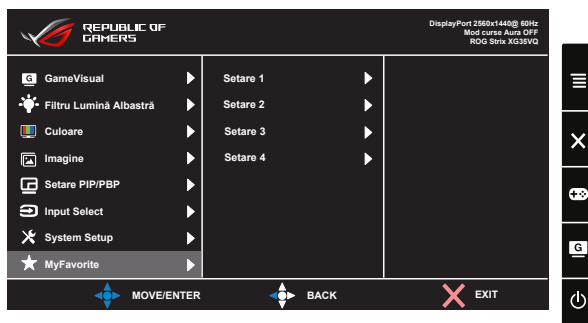 REPUBLIC OF
GAMERS
DisplayPort 2560x1440@ 60Hz
Mod curse Aura OFF
ROG Strix XG35VQ
G GameVisual
Filtru Lumină Albastră
Culoare
Imagine
Setare PIP/PBP
Input Select
System Setup
MyFavorite
Setare 1
Setare 2
Setare 3
Setare 4
MOVE/ENTER
BACK
EXIT
G